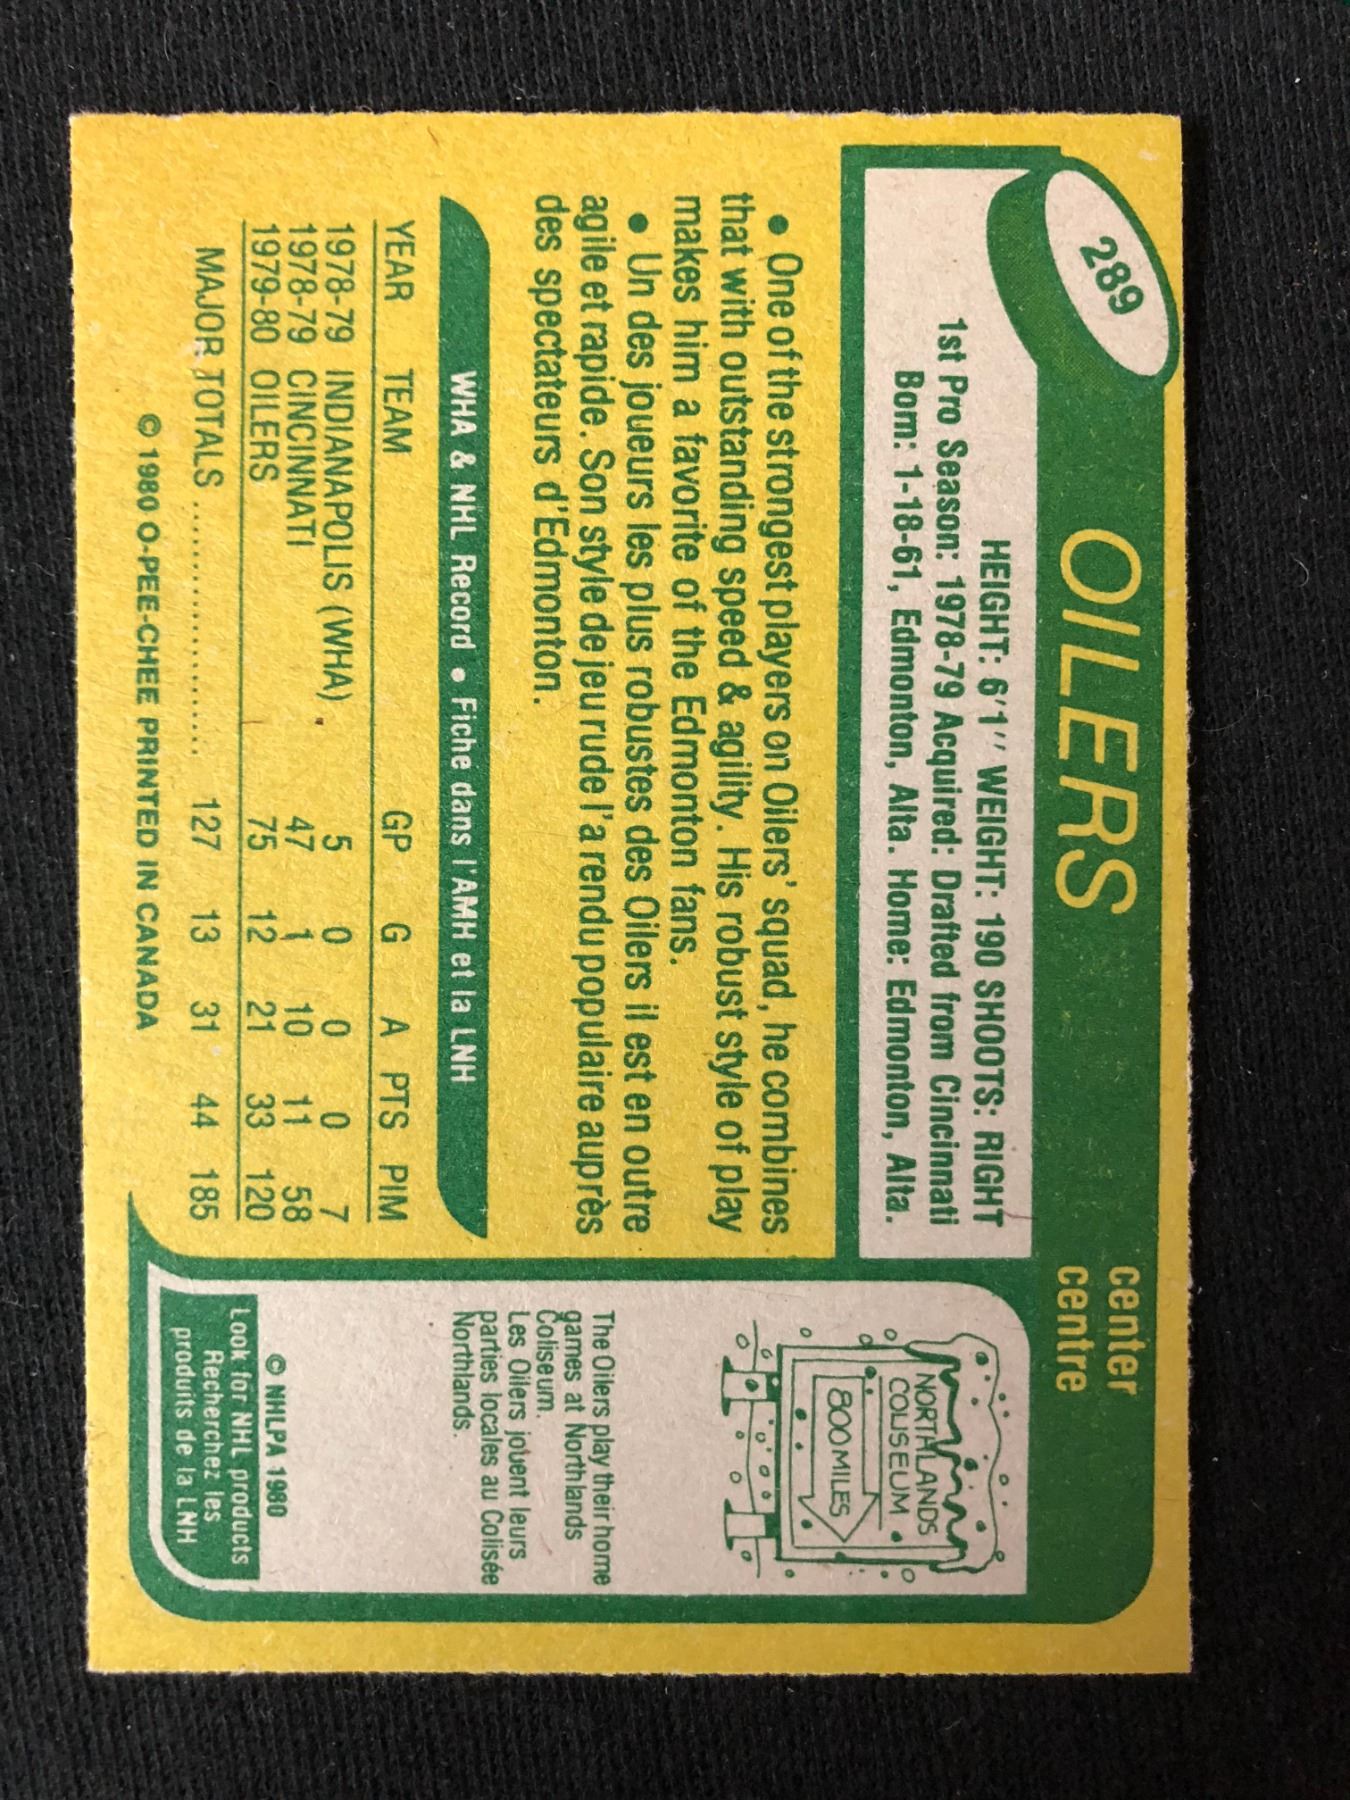 289
OILERS
center
centre
HEIGHT: 6'1" WEIGHT: 190 SHOOTS: RIGHT
1st Pro Season: 1978-79 Acquired: Drafted from Cincinnati
Born: 1-18-61, Edmonton, Alta. Home: Edmonton, Alta.
• One of the strongest players on Oilers' squad, he combines
that with outstanding speed & agility. His robust style of play
makes him a favorite of the Edmonton fans.
• Un des joueurs les plus robustes des Oilers il est en outre
agile et rapide. Son style de jeu rude l'a rendu populaire auprès
des spectateurs d'Edmonton.
WHA & NHL Record • Fiche dans l'AMH et la LNH
YEAR TEAM GP G A PTS PIM
1978-79 INDIANAPOLIS (WHA) 5 0 0 0 7
1978-79 CINCINNATI 47 1 10 11 58
1979-80 OILERS 75 12 21 33 120
MAJOR TOTALS .................... 127 13 31 44 185
© 1980 O-PEE-CHEE PRINTED IN CANADA
NORTHLANDS
COLISEUM
800 MILES
The Oilers play their home
games at Northlands
Coliseum.
Les Oilers jouent leurs
parties locales au Colisée
Northlands.
© NHLPA 1980
Look for NHL products
Recherchez les
produits de la LNH